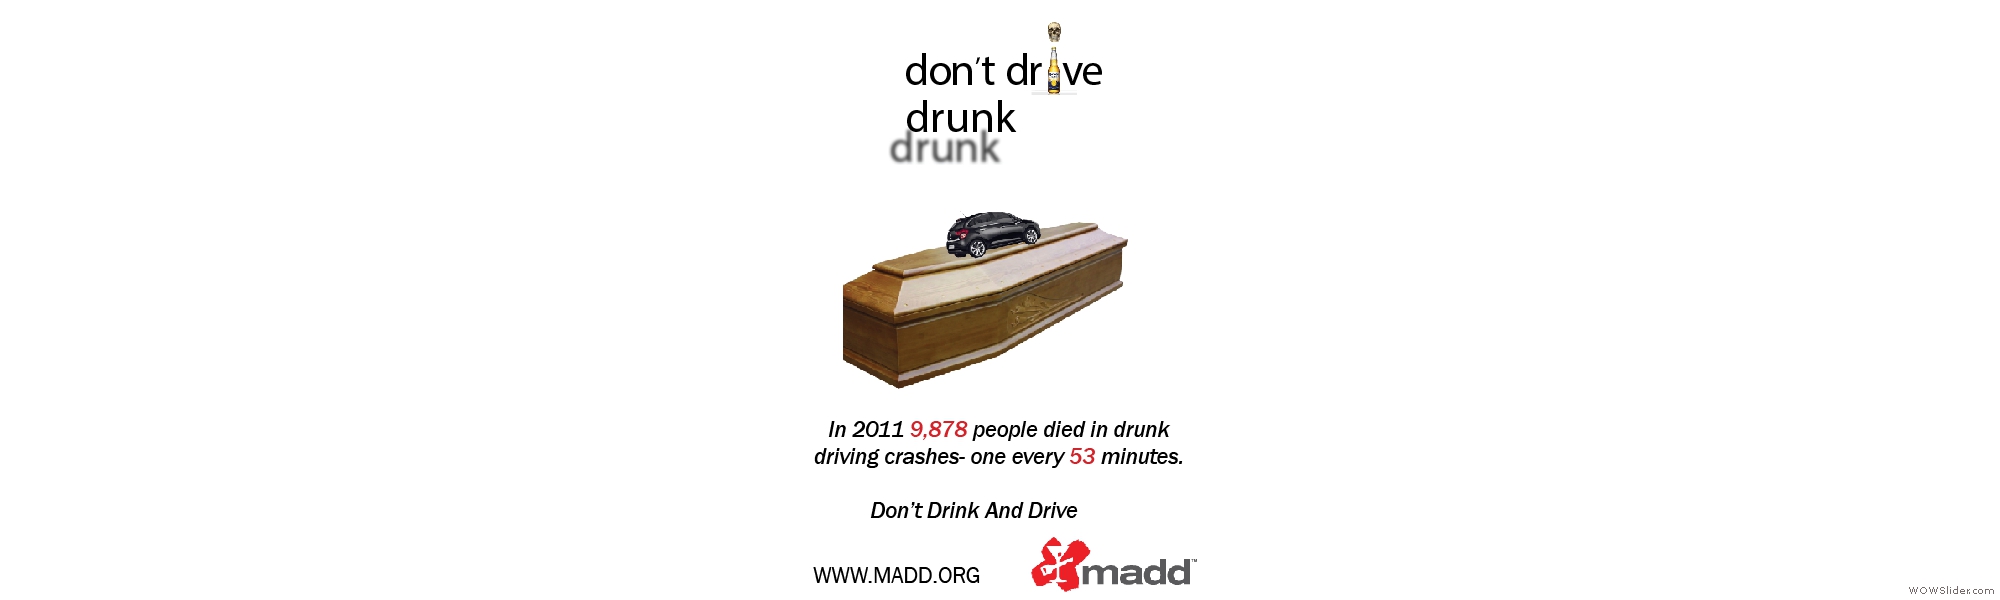 don't drive
drunk
drunk
In 2011 9,878 people died in drunk
driving crashes- one every 53 minutes.
Don't Drink And Drive
WWW.MADD.ORG
madd™
WOWSlider.com